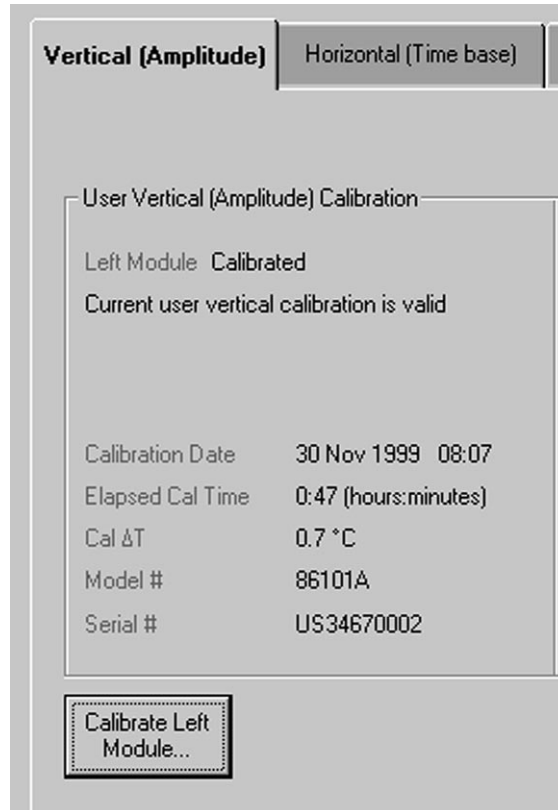 Vertical (Amplitude) Horizontal (Time base)
User Vertical (Amplitude) Calibration
Left Module Calibrated
Current user vertical calibration is valid
Calibration Date 30 Nov 1999 08:07
Elapsed Cal Time 0:47 (hours:minutes)
Cal ΔT 0.7 °C
Model # 86101A
Serial # US34670002
Calibrate Left
Module...